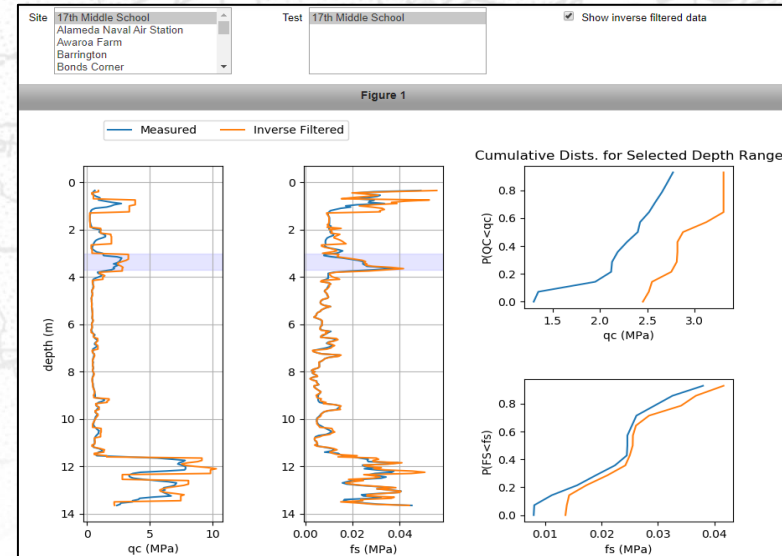 Site 17th Middle School Test 17th Middle School Show inverse filtered data
Alameda Naval Air Station
Awaroa Farm
Barrington
Bonds Corner
Figure 1
Measured Inverse Filtered
Cumulative Dists. for Selected Depth Range
0
2
4
6
8
10
12
14
depth (m)
0 5 10
qc (MPa)
0
2
4
6
8
10
12
14
0.00 0.02 0.04
fs (MPa)
0.8
0.6
0.4
0.2
0.0
P(QC<qc)
1.5 2.0 2.5 3.0
qc (MPa)
0.8
0.6
0.4
0.2
0.0
P(FS<fs)
0.01 0.02 0.03 0.04
fs (MPa)